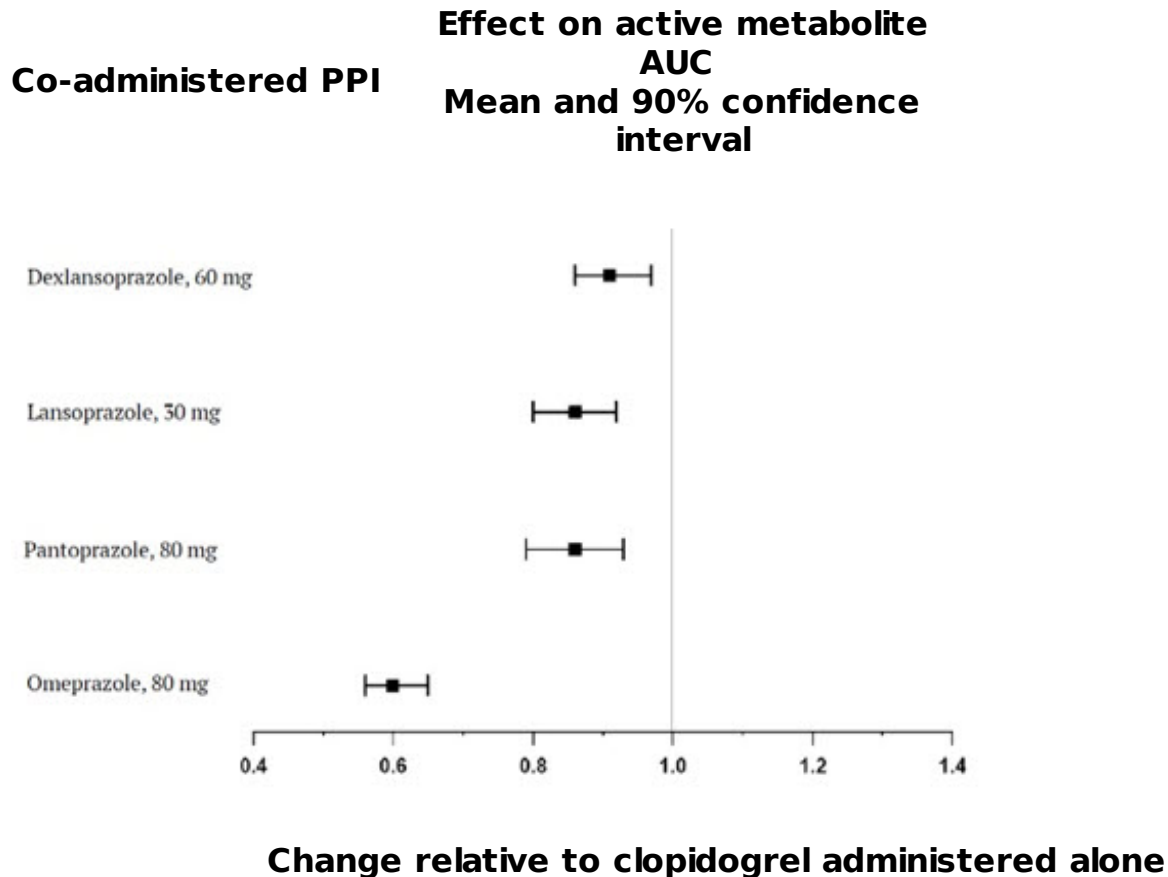 Effect on active metabolite
AUC
Co-administered PPI
Mean and 90% confidence
interval
Dexlansoprazole, 60 mg
Lansoprazole, 30 mg
Pantoprazole, 80 mg
Omeprazole, 80 mg
0.4 0.6 0.8 1.0 1.2 1.4
Change relative to clopidogrel administered alone